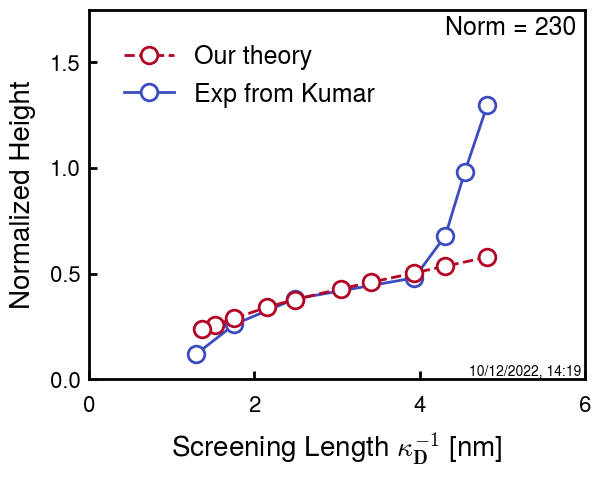 Norm = 230
Our theory
Exp from Kumar
Normalized Height
1.5
1.0
0.5
0.0
10/12/2022, 14:19
0 2 4 6
Screening Length κ_D^{-1} [nm]